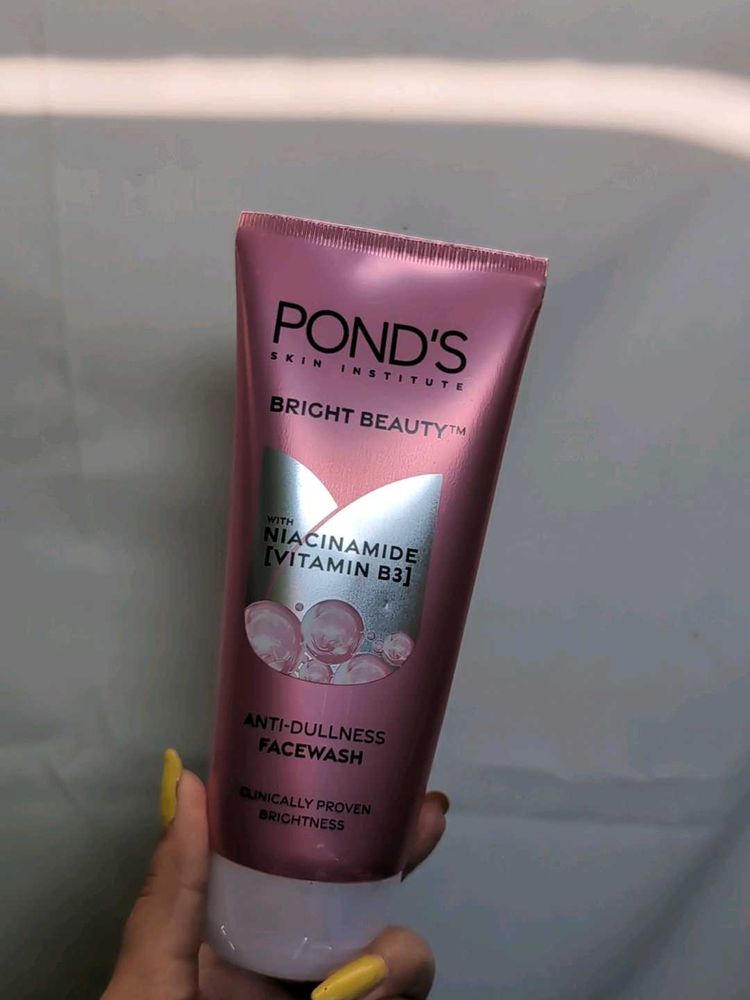 POND'S
SKIN INSTITUTE
BRIGHT BEAUTY™
WITH
NIACINAMIDE
[VITAMIN B3]
ANTI-DULLNESS
FACEWASH
CLINICALLY PROVEN
BRIGHTNESS